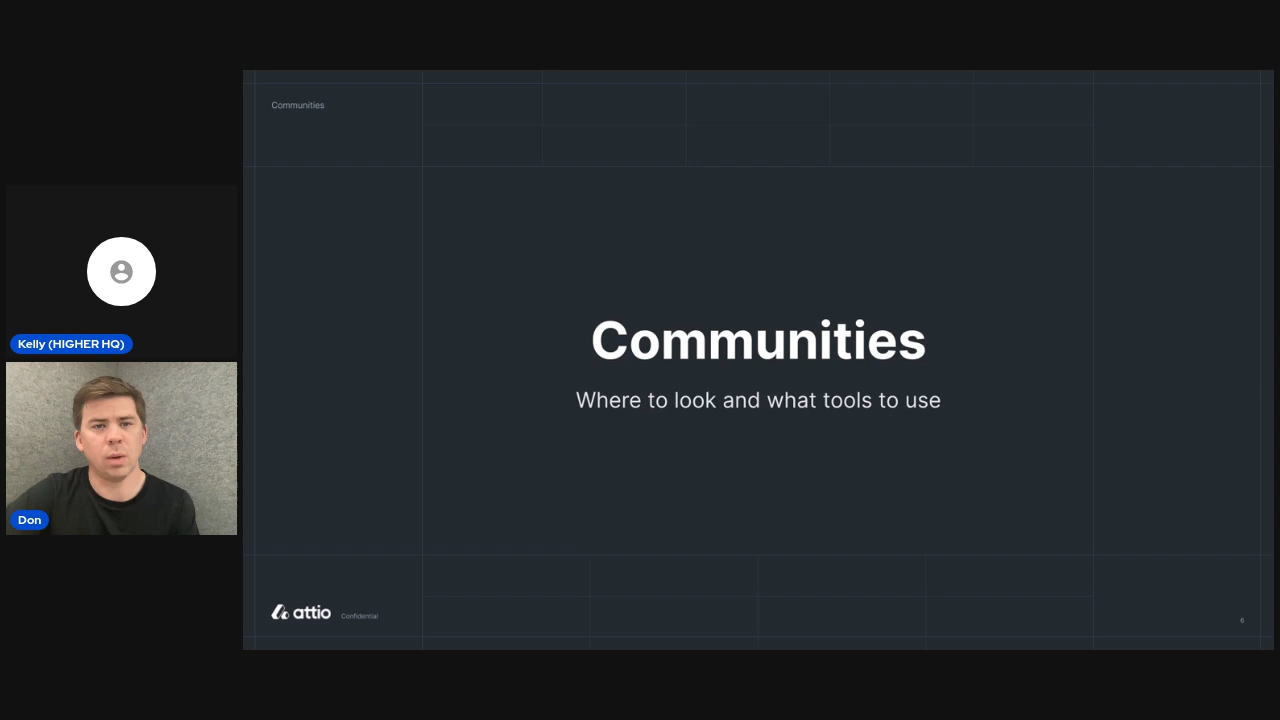 Communities
Communities
Where to look and what tools to use
Kelly (HIGHER HQ)
Don
attio
Confidential
6